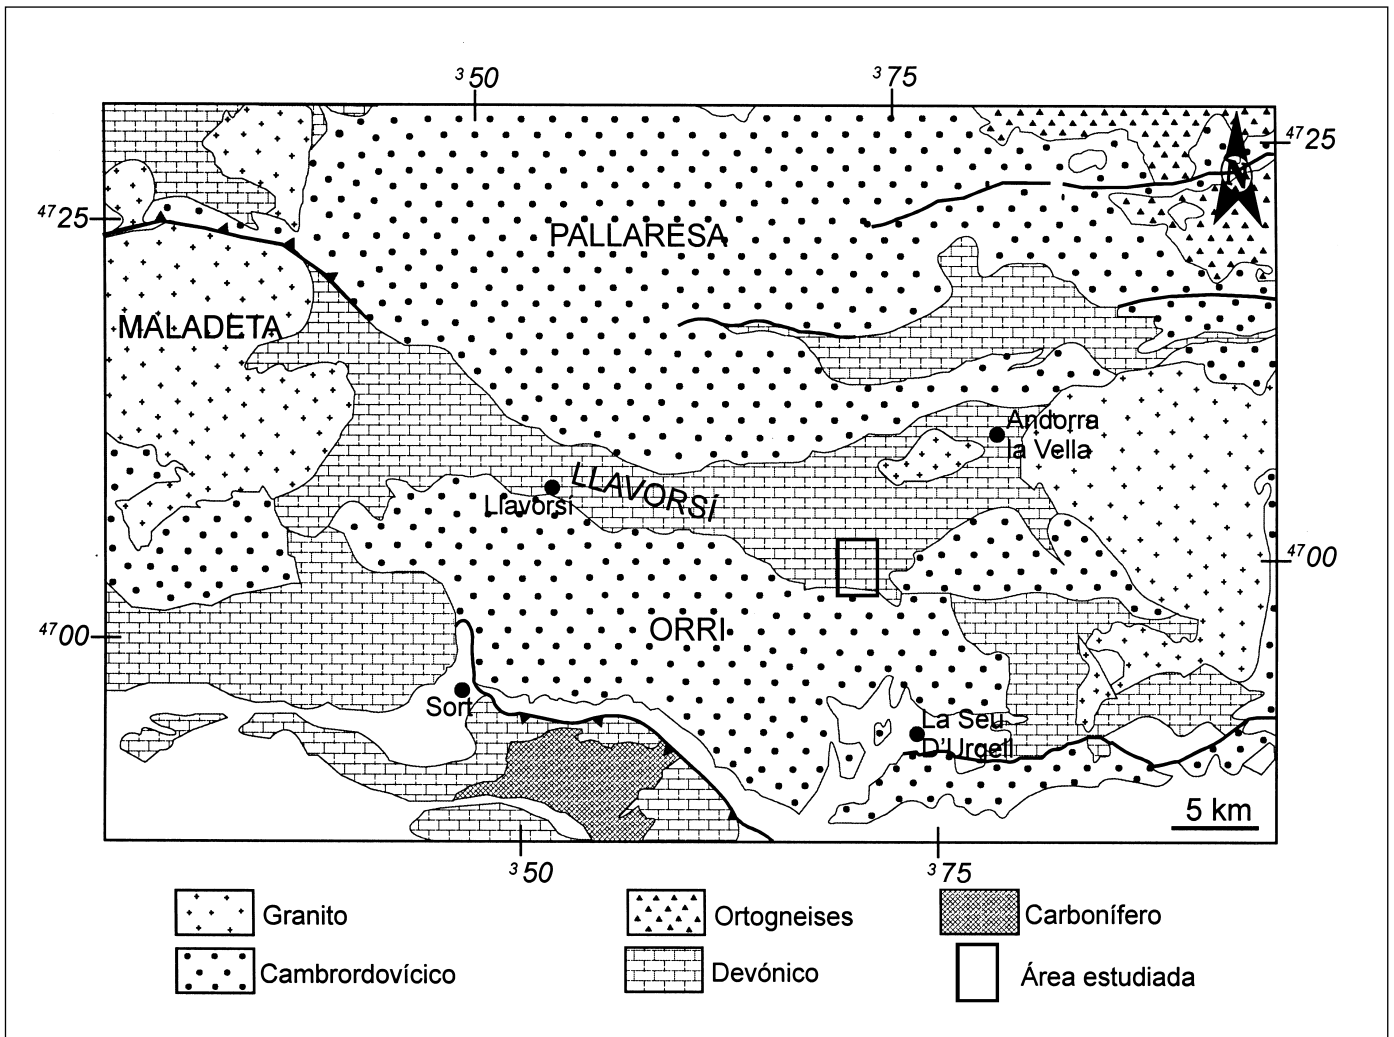 ³50 ³75
⁴⁷25
N
⁴⁷25
PALLARESA
MALADETA
Andorra
la Vella
LLAVORSÍ
Llavorsí
⁴⁷00
ORRI
⁴⁷00
Sort
La Seu
D'Urgell
5 km
³50 ³75
Granito
Ortogneises
Carbonífero
Cambrordovícico
Devónico
Área estudiada